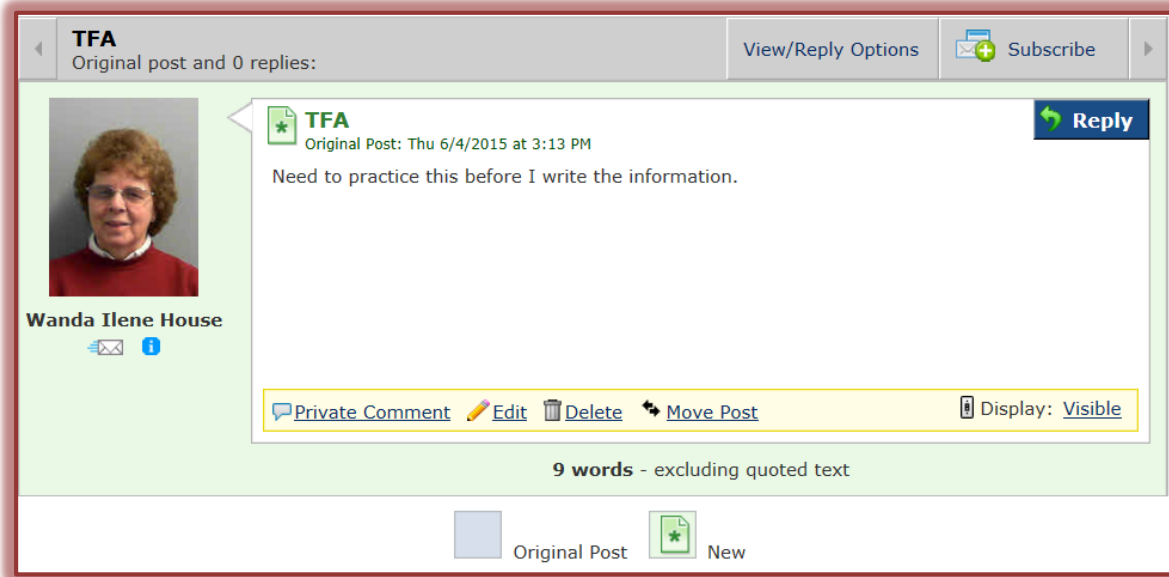 TFA
Original post and 0 replies:
View/Reply Options
Subscribe
TFA
Original Post: Thu 6/4/2015 at 3:13 PM
Reply
Need to practice this before I write the information.
Wanda Ilene House
Private Comment Edit Delete Move Post
Display: Visible
9 words - excluding quoted text
Original Post New